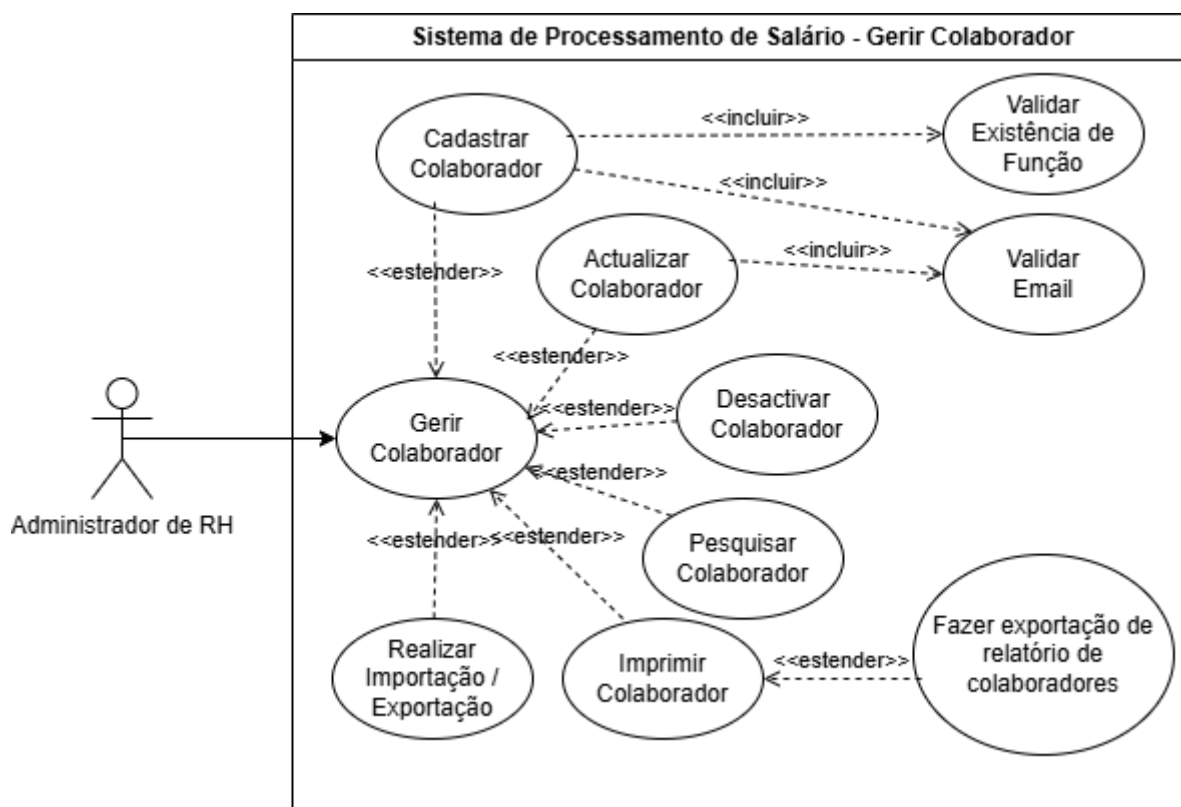 Sistema de Processamento de Salário - Gerir Colaborador
Cadastrar
Colaborador
<<incluir>>
Validar
Existência de
Função
<<incluir>>
<<estender>>
Actualizar
Colaborador
<<incluir>>
Validar
Email
<<estender>>
Gerir
Colaborador
<<estender>>
Desactivar
Colaborador
Administrador de RH
<<estender>>
Pesquisar
Colaborador
<<estender>>
<<estender>>
Realizar
Importação /
Exportação
Imprimir
Colaborador
<<estender>>
Fazer exportação de
relatório de
colaboradores